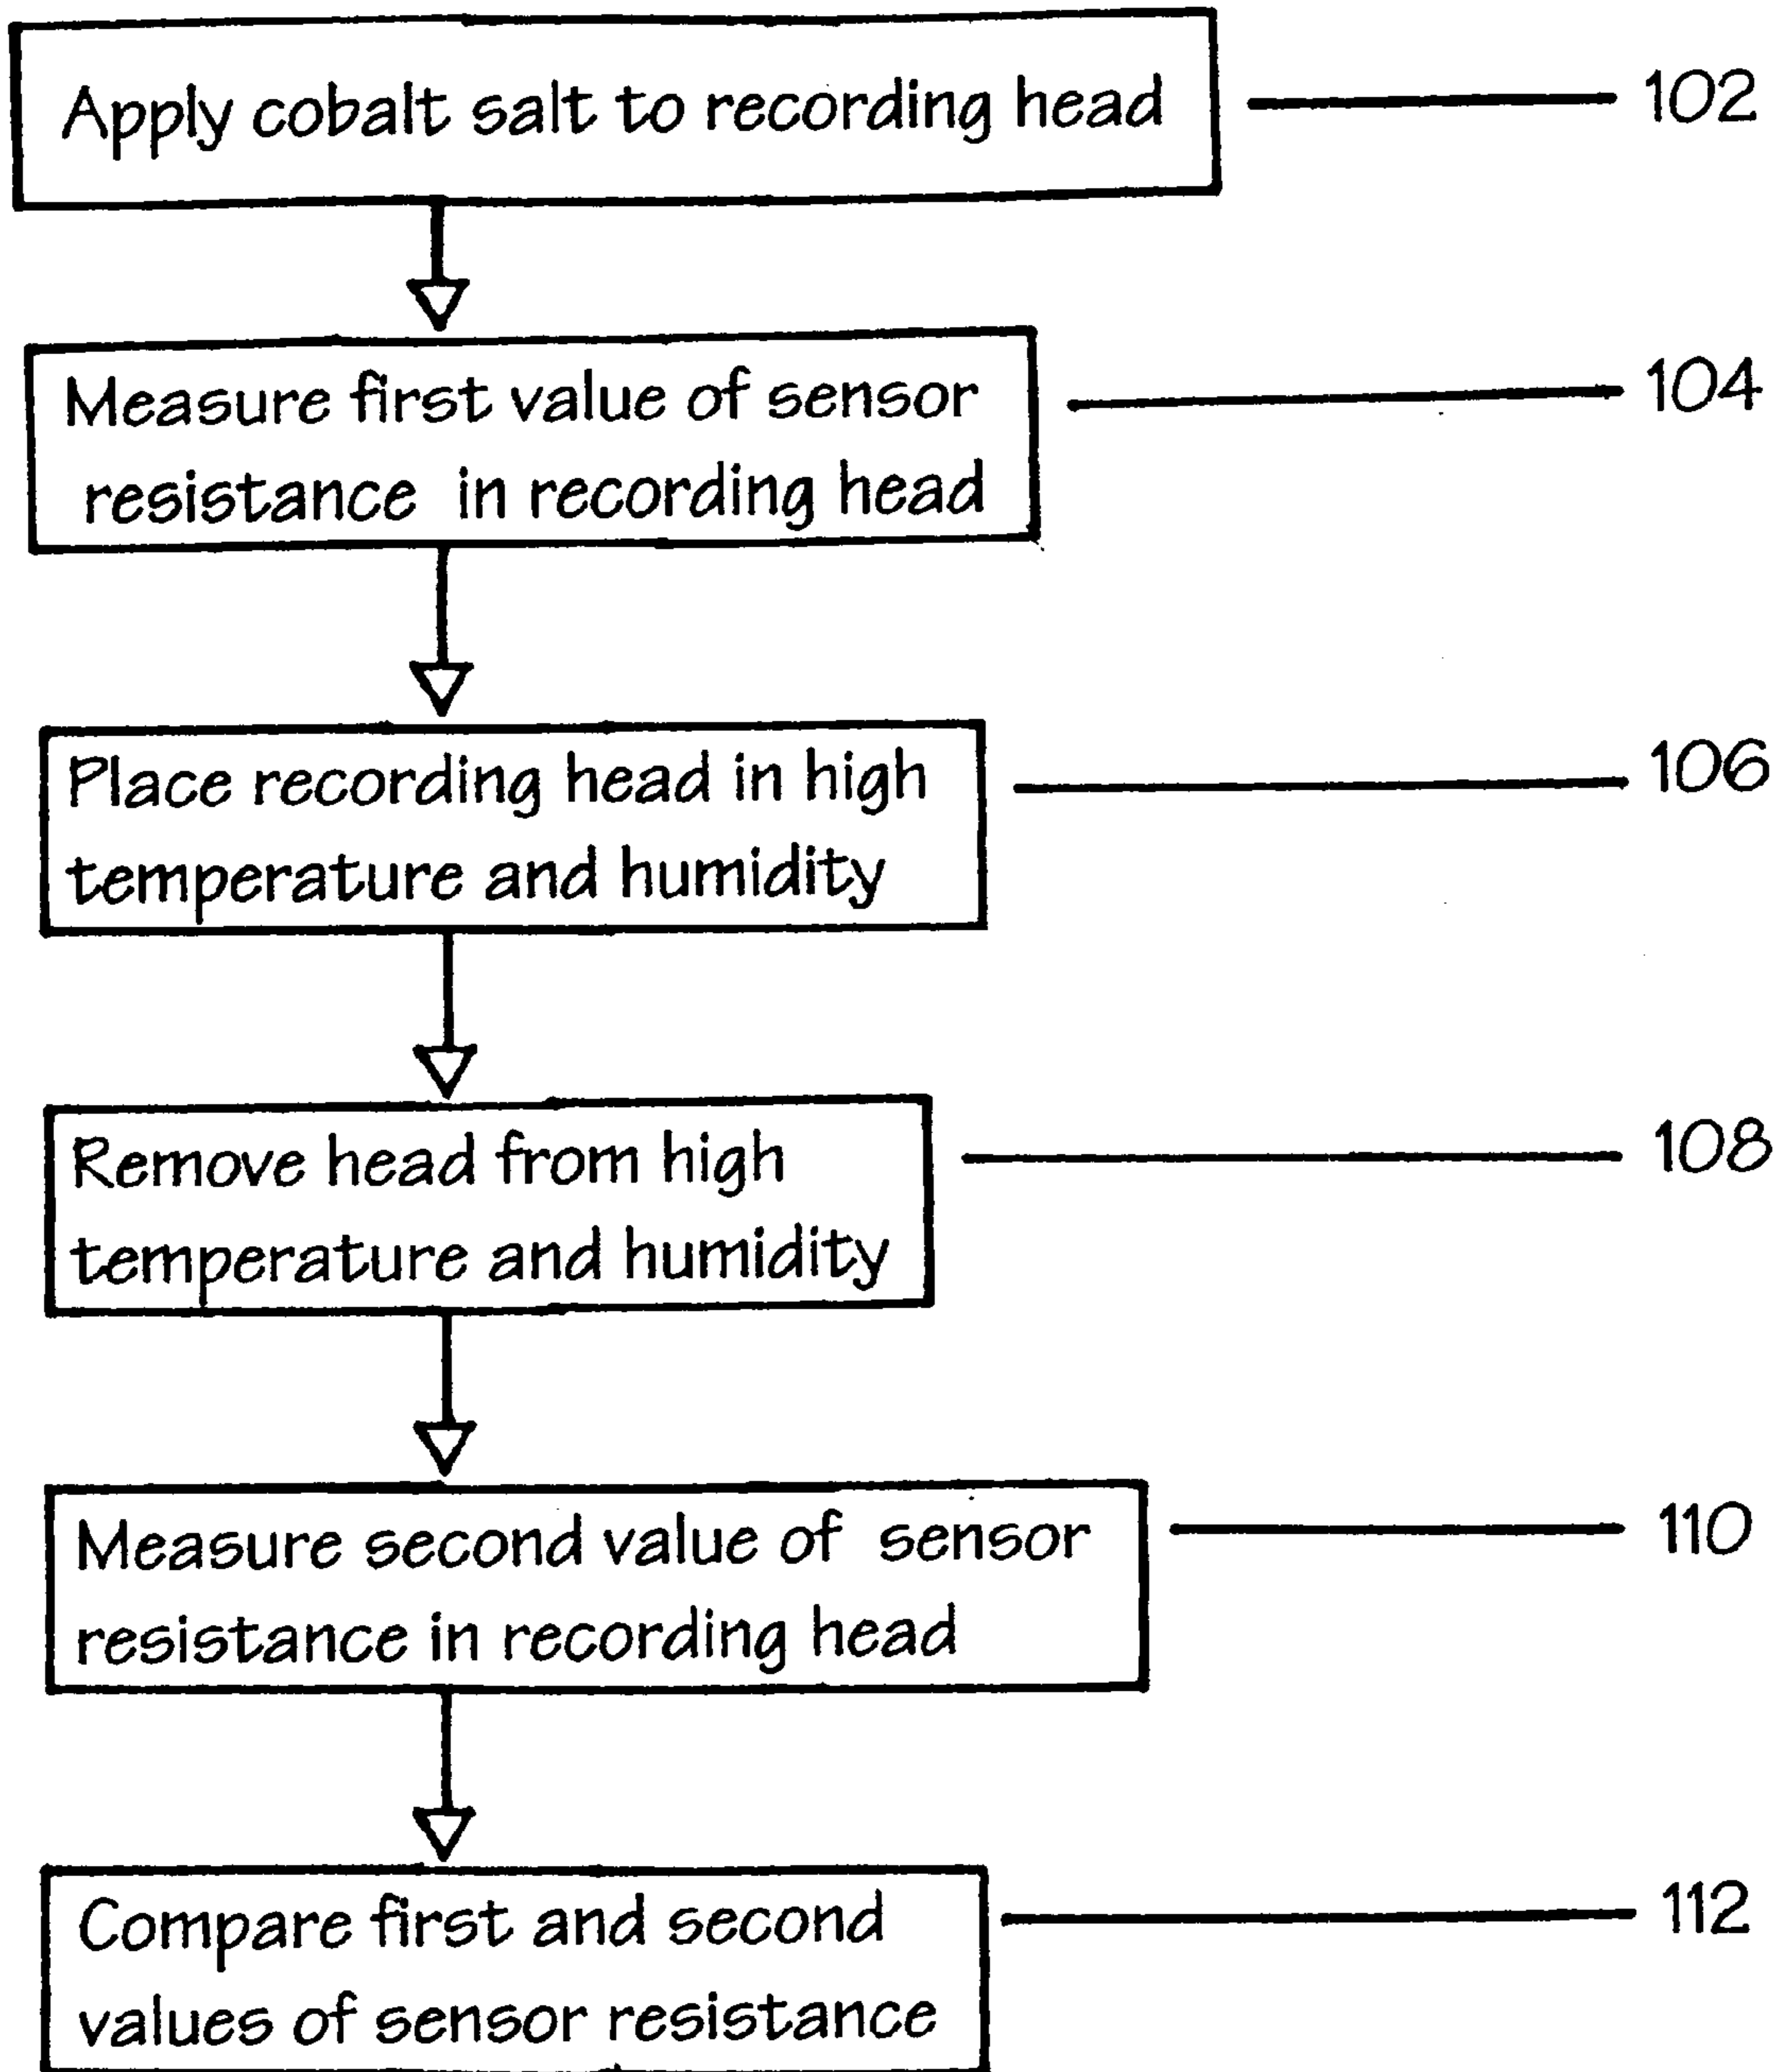 Apply cobalt salt to recording head
102
Measure first value of sensor
resistance in recording head
104
Place recording head in high
temperature and humidity
106
Remove head from high
temperature and humidity
108
Measure second value of sensor
resistance in recording head
110
Compare first and second
values of sensor resistance
112